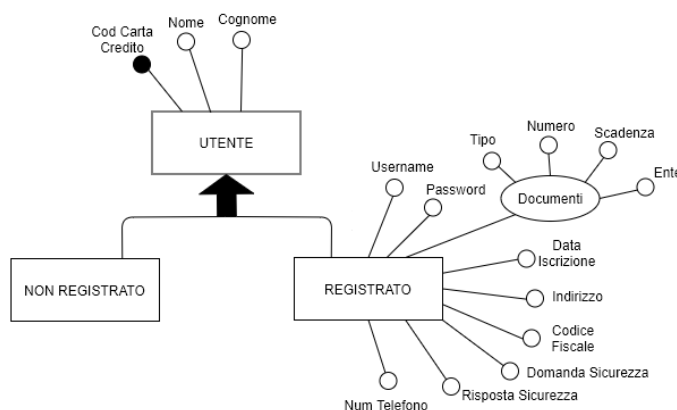 Cod Carta
Credito
Nome
Cognome
UTENTE
Tipo
Numero
Scadenza
Ente
Documenti
Username
Password
NON REGISTRATO
REGISTRATO
Data
Iscrizione
Indirizzo
Codice
Fiscale
Domanda Sicurezza
Risposta Sicurezza
Num Telefono